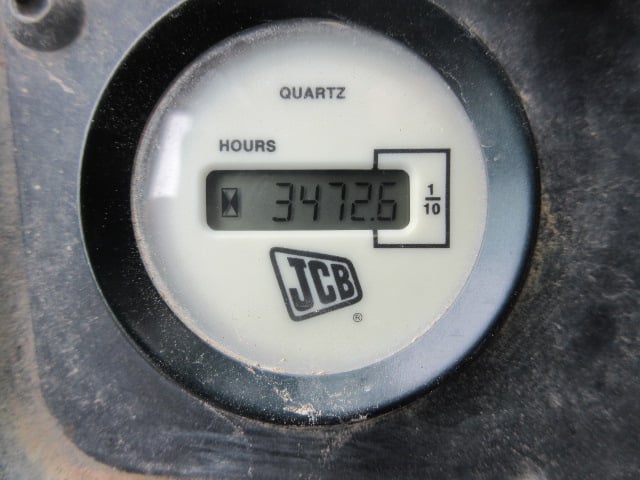 QUARTZ
HOURS
3472.6
1/10
JCB
®